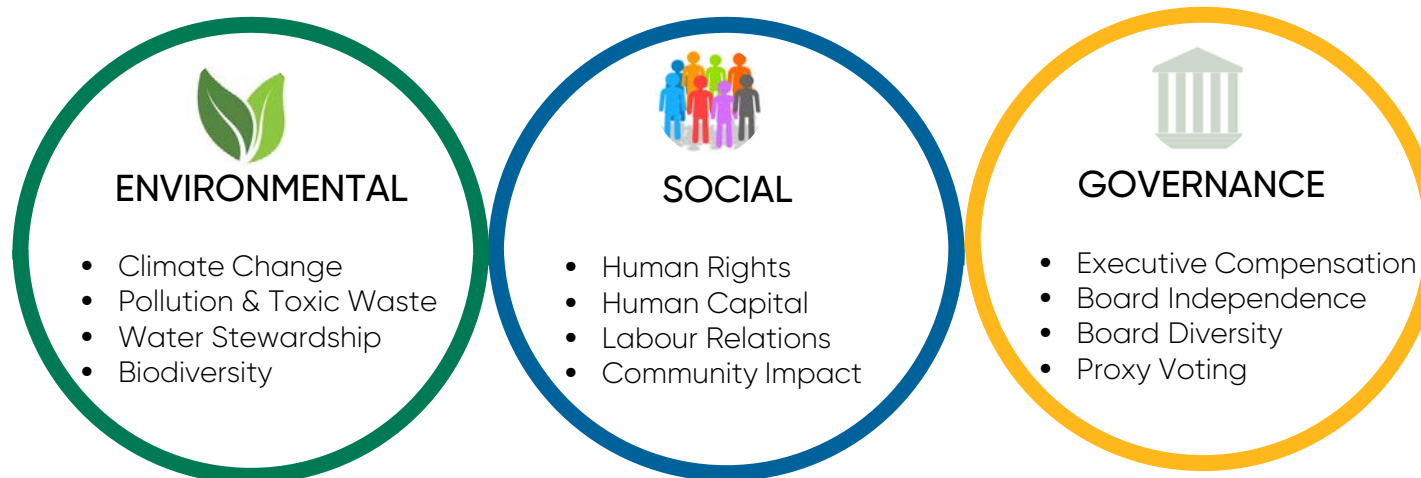 ENVIRONMENTAL
• Climate Change
• Pollution & Toxic Waste
• Water Stewardship
• Biodiversity
SOCIAL
• Human Rights
• Human Capital
• Labour Relations
• Community Impact
GOVERNANCE
• Executive Compensation
• Board Independence
• Board Diversity
• Proxy Voting